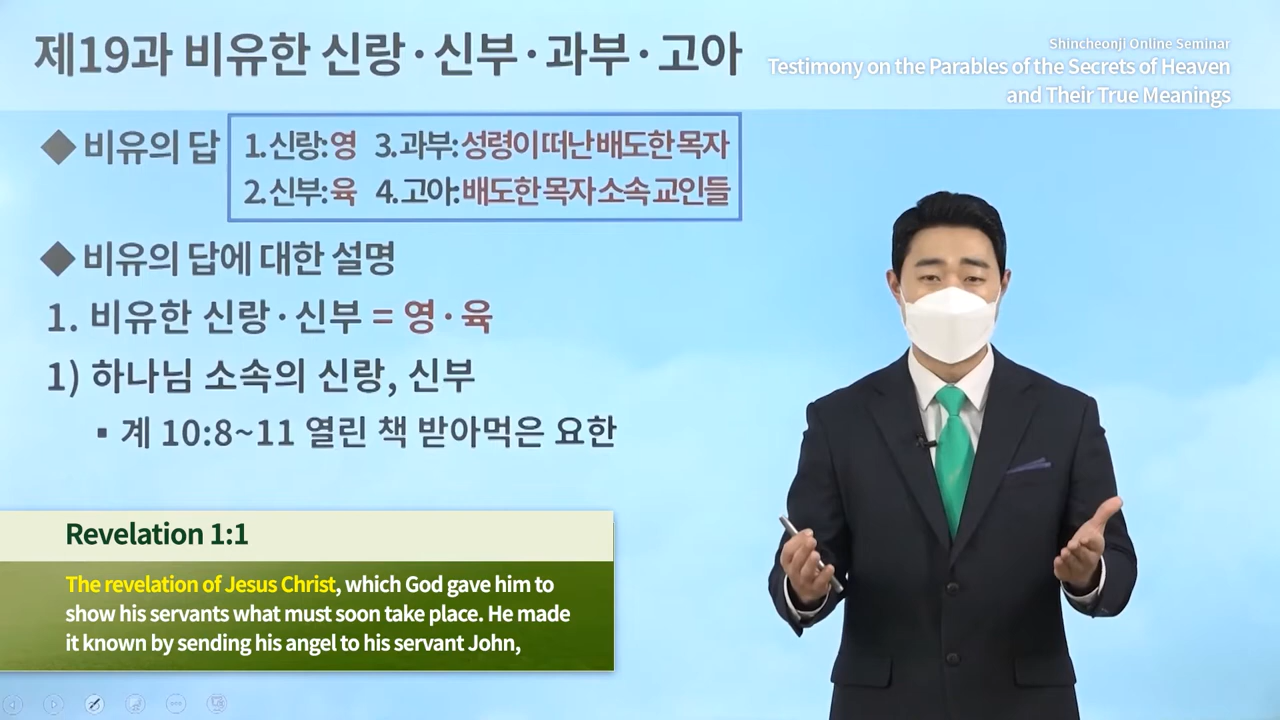 제19과 비유한 신랑·신부·과부·고아
Shincheonji Online Seminar
Testimony on the Parables of the Secrets of Heaven
and Their True Meanings
◆ 비유의 답
1. 신랑: 영 3. 과부: 성령이 떠난 배도한 목자
2. 신부: 육 4. 고아: 배도한 목자 소속 교인들
◆ 비유의 답에 대한 설명
1. 비유한 신랑·신부 = 영·육
1) 하나님 소속의 신랑, 신부
▪ 계 10:8~11 열린 책 받아먹은 요한
Revelation 1:1
The revelation of Jesus Christ, which God gave him to
show his servants what must soon take place. He made
it known by sending his angel to his servant John,